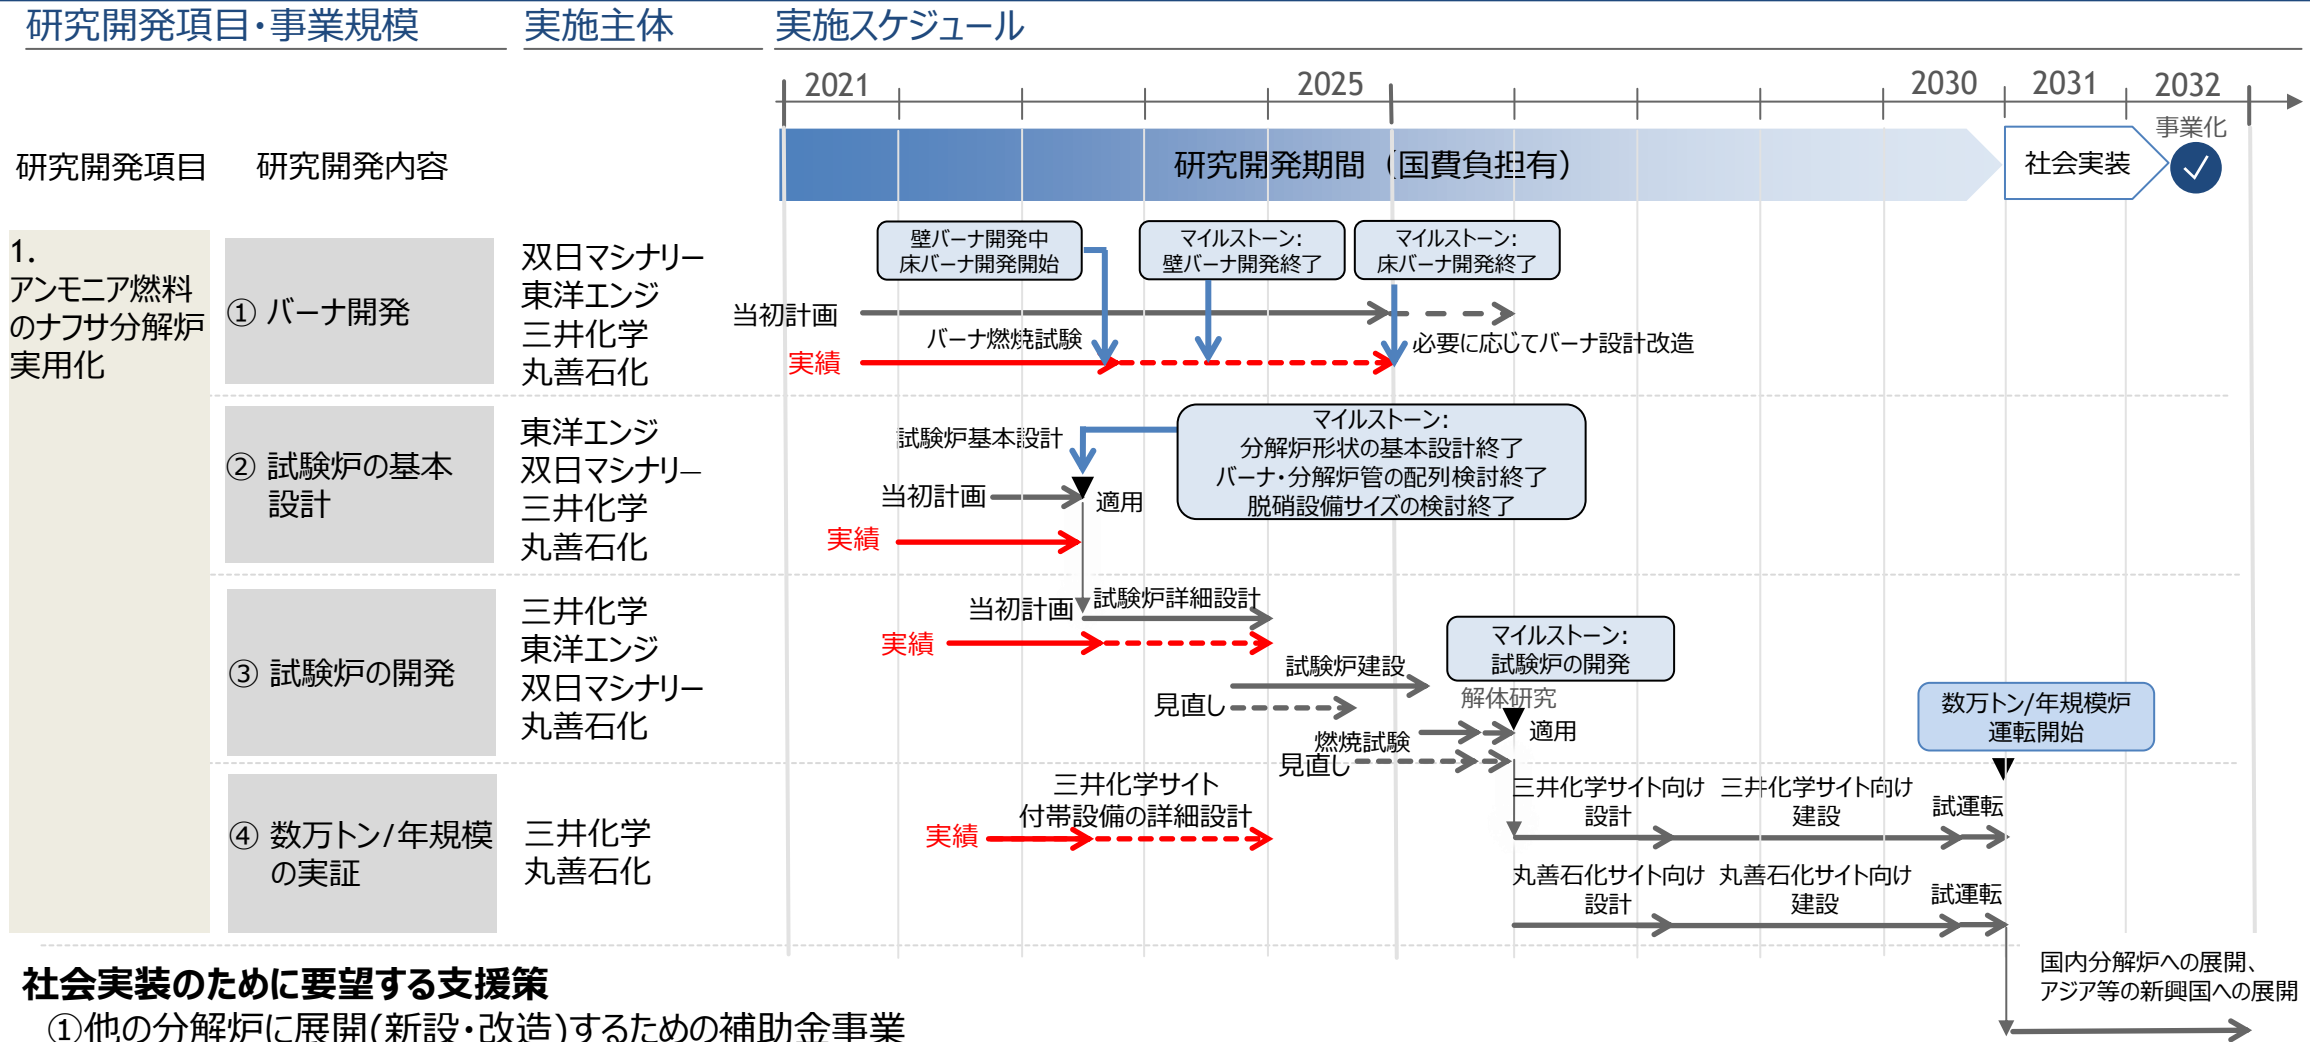 研究開発項目・事業規模
実施主体
実施スケジュール
2021
2025
2030
2031
2032
事業化
研究開発項目
研究開発内容
研究開発期間（国費負担有）
社会実装
1.
アンモニア燃料
のナフサ分解炉
実用化
① バーナ開発
双日マシナリー
東洋エンジ
三井化学
丸善石化
壁バーナ開発中
床バーナ開発開始
マイルストーン:
壁バーナ開発終了
マイルストーン:
床バーナ開発終了
当初計画
バーナ燃焼試験
必要に応じてバーナ設計改造
実績
② 試験炉の基本
設計
東洋エンジ
双日マシナリー
三井化学
丸善石化
試験炉基本設計
マイルストーン:
分解炉形状の基本設計終了
バーナ・分解炉管の配列検討終了
脱硝設備サイズの検討終了
当初計画
適用
実績
③ 試験炉の開発
三井化学
東洋エンジ
双日マシナリー
丸善石化
当初計画
試験炉詳細設計
実績
マイルストーン:
試験炉の開発
試験炉建設
見直し
解体研究
適用
燃焼試験
見直し
数万トン/年規模炉
運転開始
④ 数万トン/年規模
の実証
三井化学
丸善石化
三井化学サイト
付帯設備の詳細設計
実績
三井化学サイト向け
設計
三井化学サイト向け
建設
試運転
丸善石化サイト向け
設計
丸善石化サイト向け
建設
試運転
国内分解炉への展開、
アジア等の新興国への展開
社会実装のために要望する支援策
①他の分解炉に展開(新設・改造)するための補助金事業